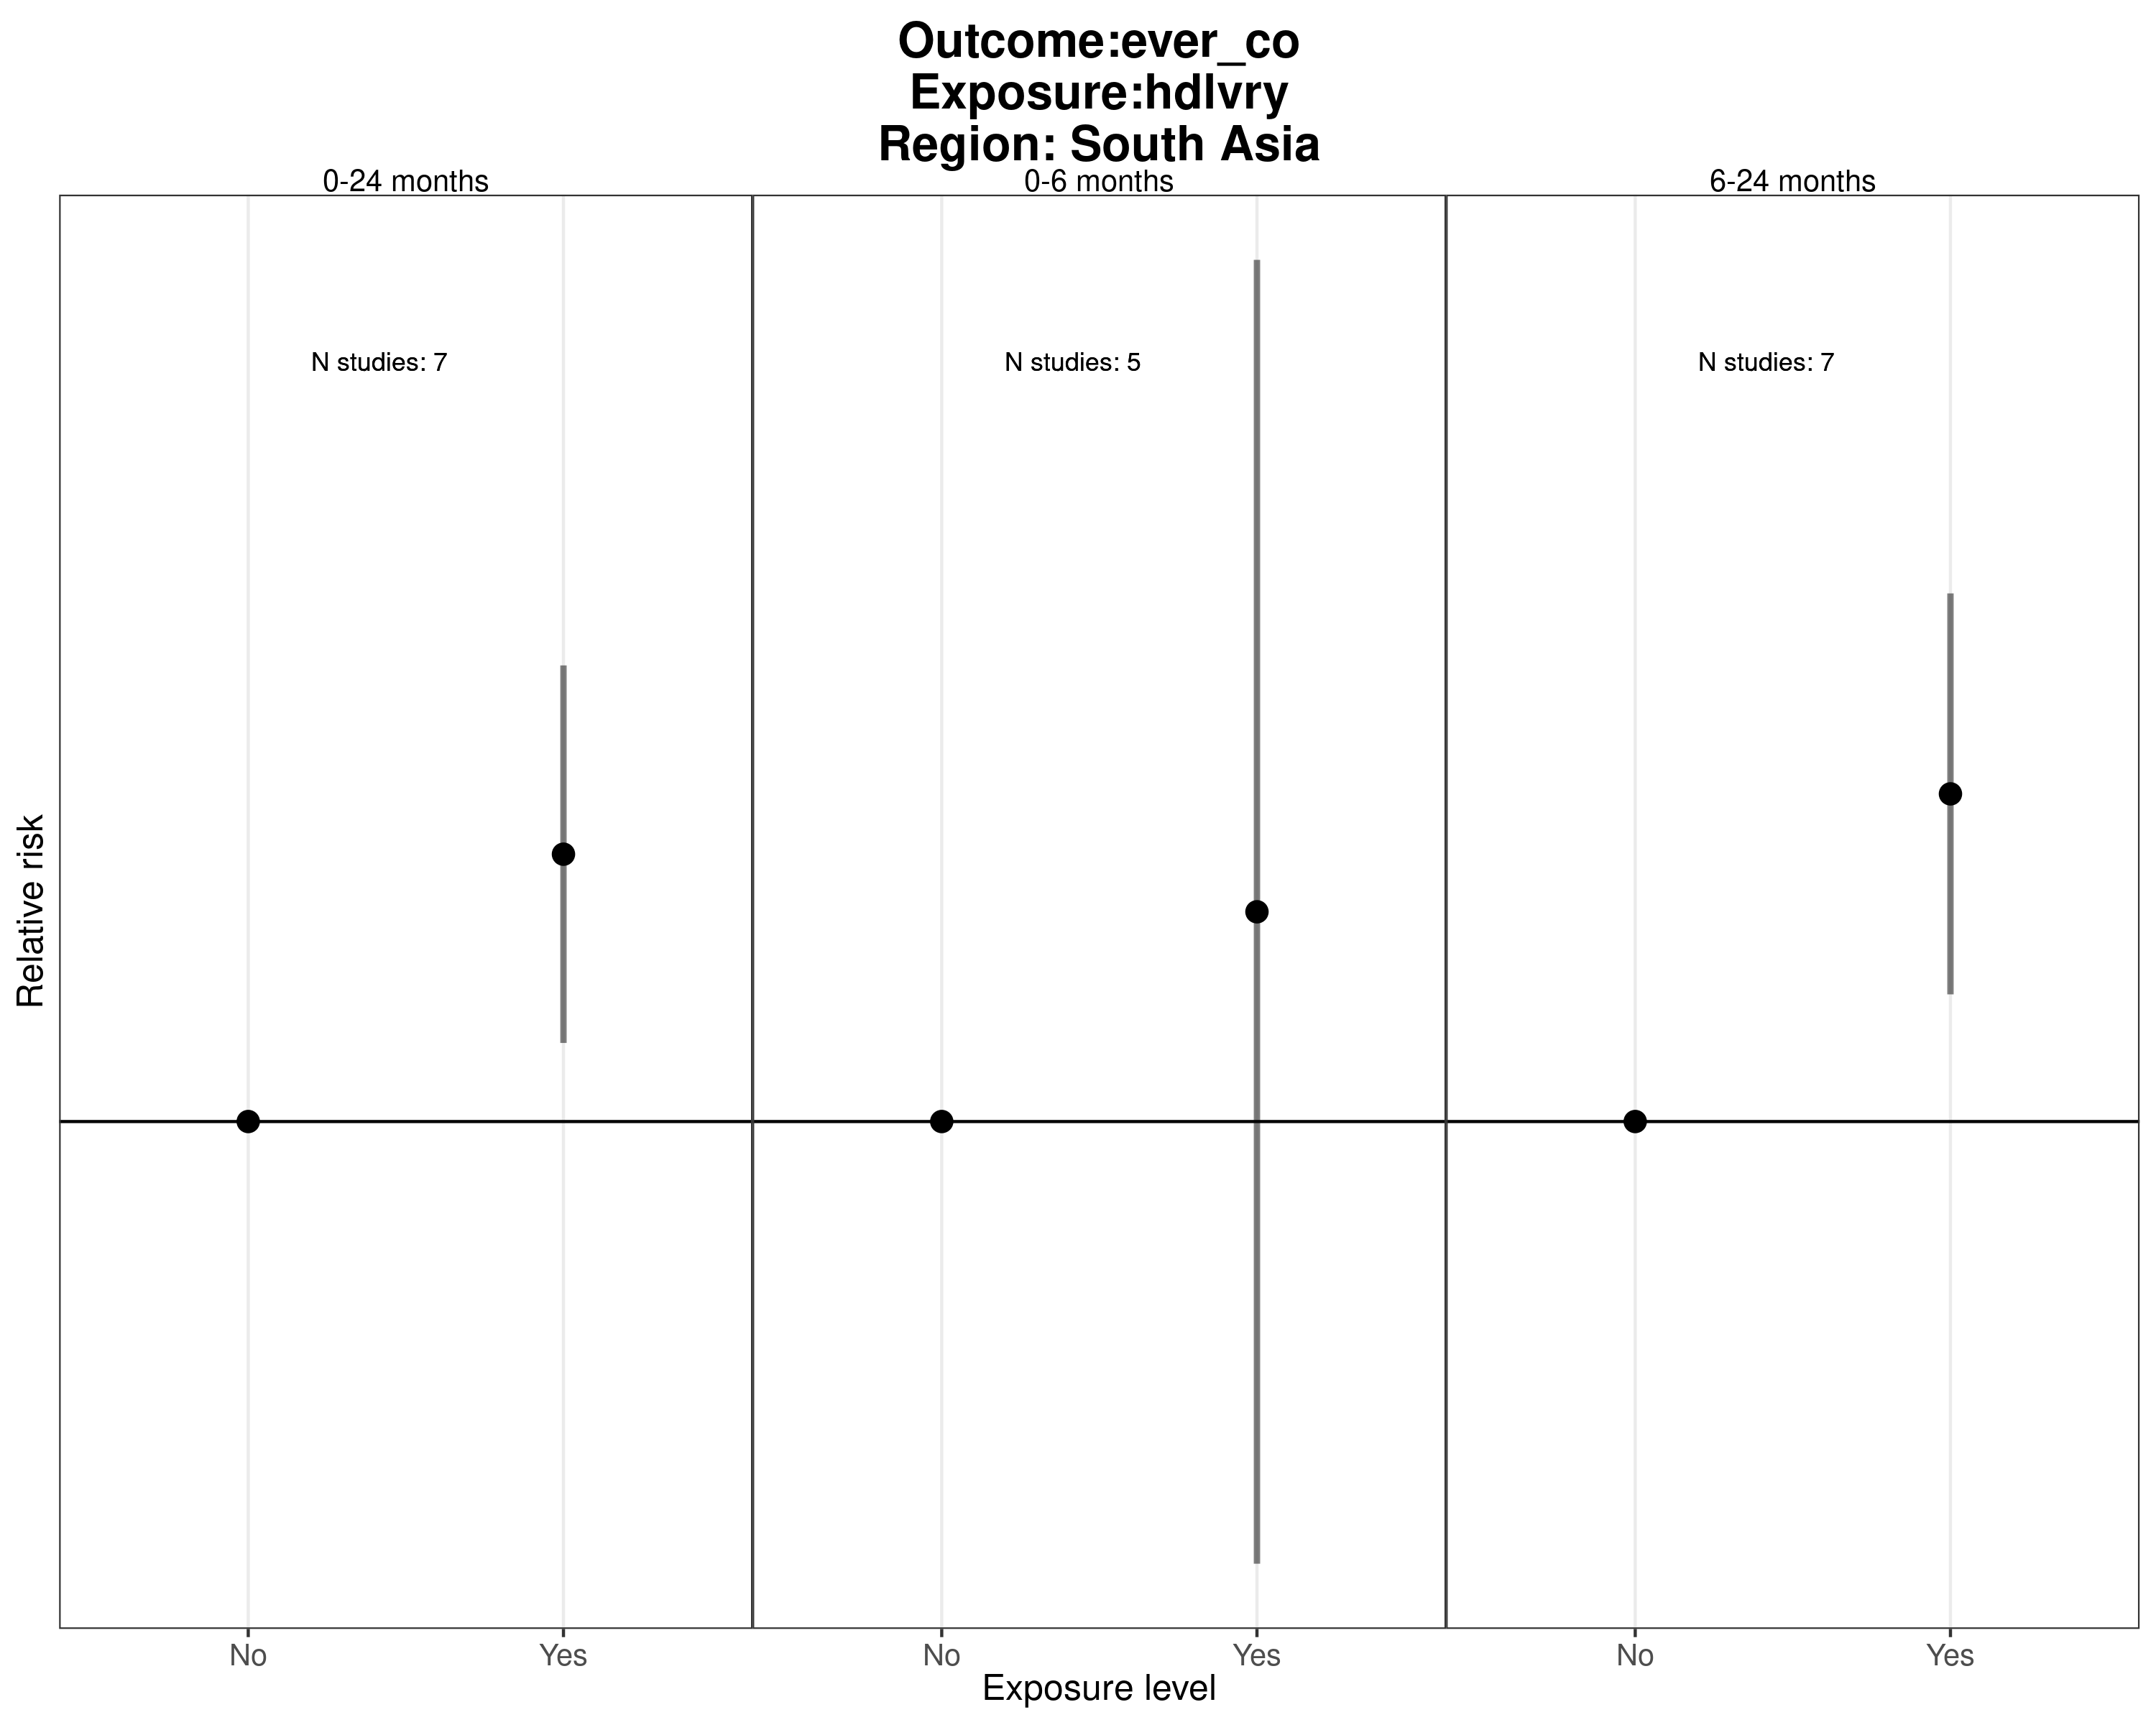 Outcome:ever_co
Exposure:hdlvry
Region: South Asia
0-24 months
0-6 months
6-24 months
N studies: 7
N studies: 5
N studies: 7
Relative risk
No
Yes
No
Yes
No
Yes
Exposure level